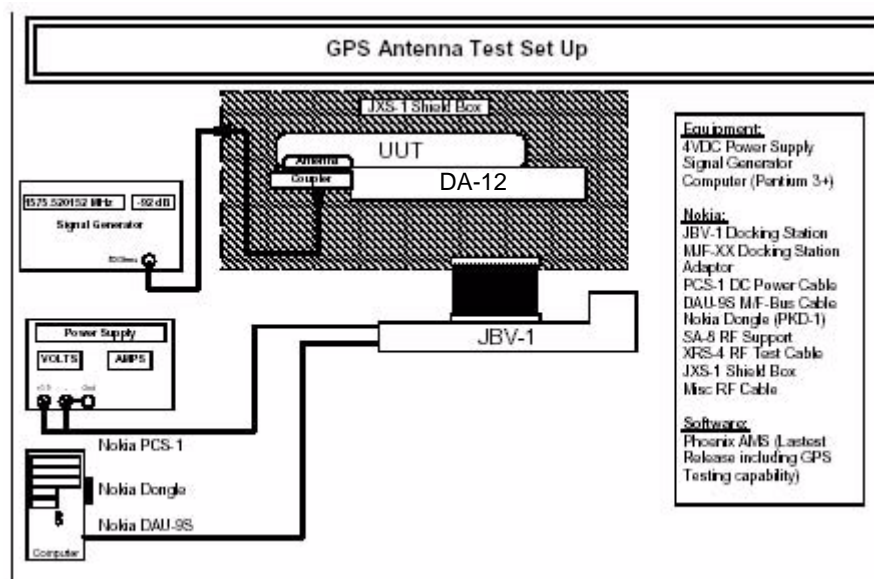 GPS Antenna Test Set Up
JXS-1 Shield Box
UUT
Antenna
Coupler
DA-12
1575.520152 MHz
-92 dB
Signal Generator
Power Supply
VOLTS
AMPS
JBV-1
Nokia PCS-1
Nokia Dongle
Nokia DAU-9S
Computer
Equipment:
4VDC Power Supply
Signal Generator
Computer (Pentium 3+)
Nokia:
JBV-1 Docking Station
MJF-XX Docking Station
Adaptor
PCS-1 DC Power Cable
DAU-9S M/F-Bus Cable
Nokia Dongle (PKD-1)
SA-8 RF Support
XRS-4 RF Test Cable
JXS-1 Shield Box
Misc RF Cable
Software:
Phoenix AMS (Lastest
Release including GPS
Testing capability)